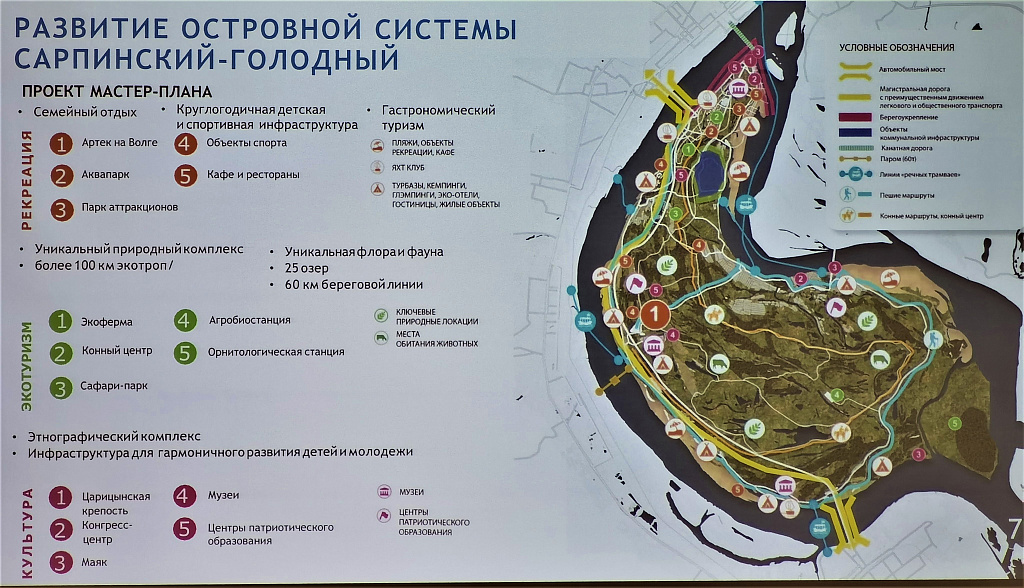 РАЗВИТИЕ ОСТРОВНОЙ СИСТЕМЫ
САРПИНСКИЙ-ГОЛОДНЫЙ
ПРОЕКТ МАСТЕР-ПЛАНА
• Семейный отдых
• Круглогодичная детская
и спортивная инфраструктура
• Гастрономический
туризм
РЕКРЕАЦИЯ
1 Артек на Волге
2 Аквапарк
3 Парк аттракционов
4 Объекты спорта
5 Кафе и рестораны
ПЛЯЖИ, ОБЪЕКТЫ
РЕКРЕАЦИИ, КАФЕ
ЯХТ КЛУБ
ТУРБАЗЫ, КЕМПИНГИ,
ГЛЭМПИНГИ, ЭКО-ОТЕЛИ,
ГОСТИНИЦЫ, ЖИЛЫЕ ОБЪЕКТЫ
• Уникальный природный комплекс
• более 100 км экотроп/
• Уникальная флора и фауна
• 25 озер
• 60 км береговой линии
ЭКОТУРИЗМ
1 Экоферма
2 Конный центр
3 Сафари-парк
4 Агробиостанция
5 Орнитологическая станция
КЛЮЧЕВЫЕ
ПРИРОДНЫЕ ЛОКАЦИИ
МЕСТА
ОБИТАНИЯ ЖИВОТНЫХ
• Этнографический комплекс
• Инфраструктура для гармоничного развития детей и молодежи
КУЛЬТУРА
1 Царицынская
крепость
2 Конгресс-
центр
3 Маяк
4 Музеи
5 Центры патриотического
образования
МУЗЕИ
ЦЕНТРЫ
ПАТРИОТИЧЕСКОГО
ОБРАЗОВАНИЯ
УСЛОВНЫЕ ОБОЗНАЧЕНИЯ
Автомобильный мост
Магистральная дорога
с преимущественным движением
легкового и общественного транспорта
Берегоукрепление
Объекты
коммунальной инфраструктуры
Канатная дорога
Паром (60т)
Линии «речных трамваев»
Пешие маршруты
Конные маршруты, конный центр
1
7